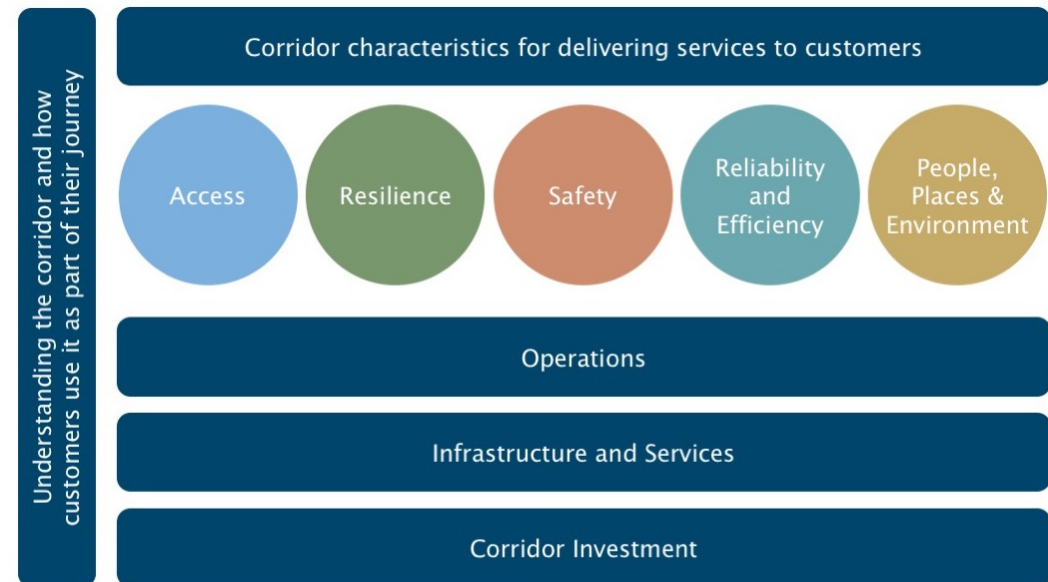 Understanding the corridor and how
customers use it as part of their journey
Corridor characteristics for delivering services to customers
Access
Resilience
Safety
Reliability
and
Efficiency
People,
Places &
Environment
Operations
Infrastructure and Services
Corridor Investment